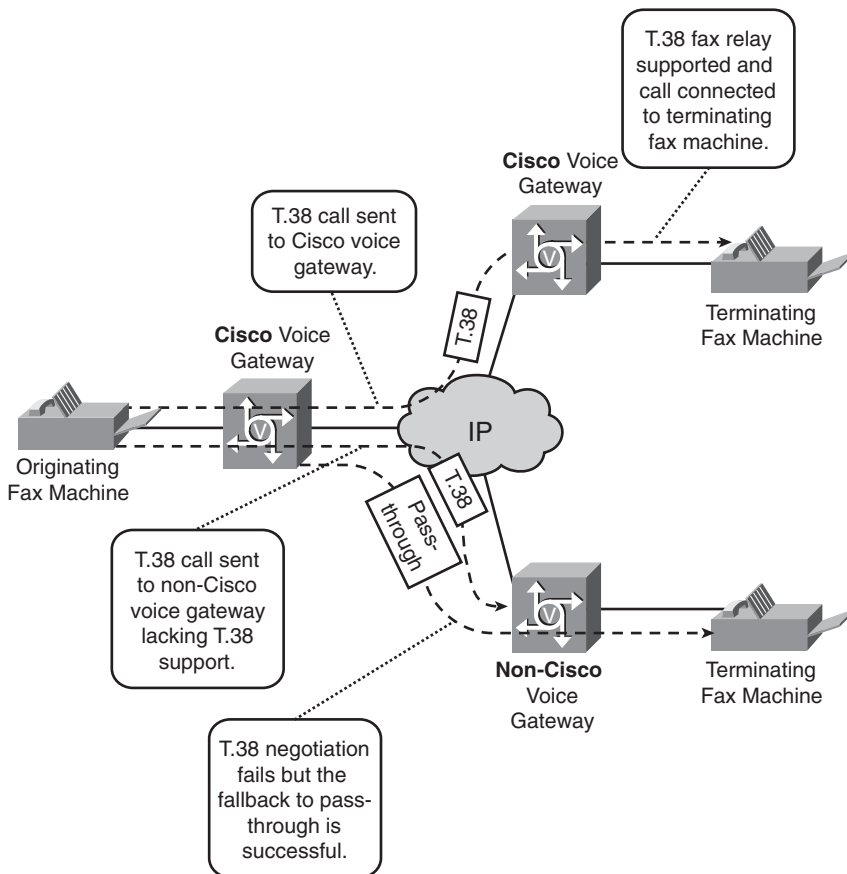 T.38 fax relay
supported and
call connected
to terminating
fax machine.
Cisco Voice
Gateway
V
T.38 call sent
to Cisco voice
gateway.
T.38
Terminating
Fax Machine
Cisco Voice
Gateway
V
IP
Originating
Fax Machine
T.38
Pass-
through
T.38 call sent
to non-Cisco
voice gateway
lacking T.38
support.
V
Non-Cisco
Voice
Gateway
Terminating
Fax Machine
T.38 negotiation
fails but the
fallback to pass-
through is
successful.